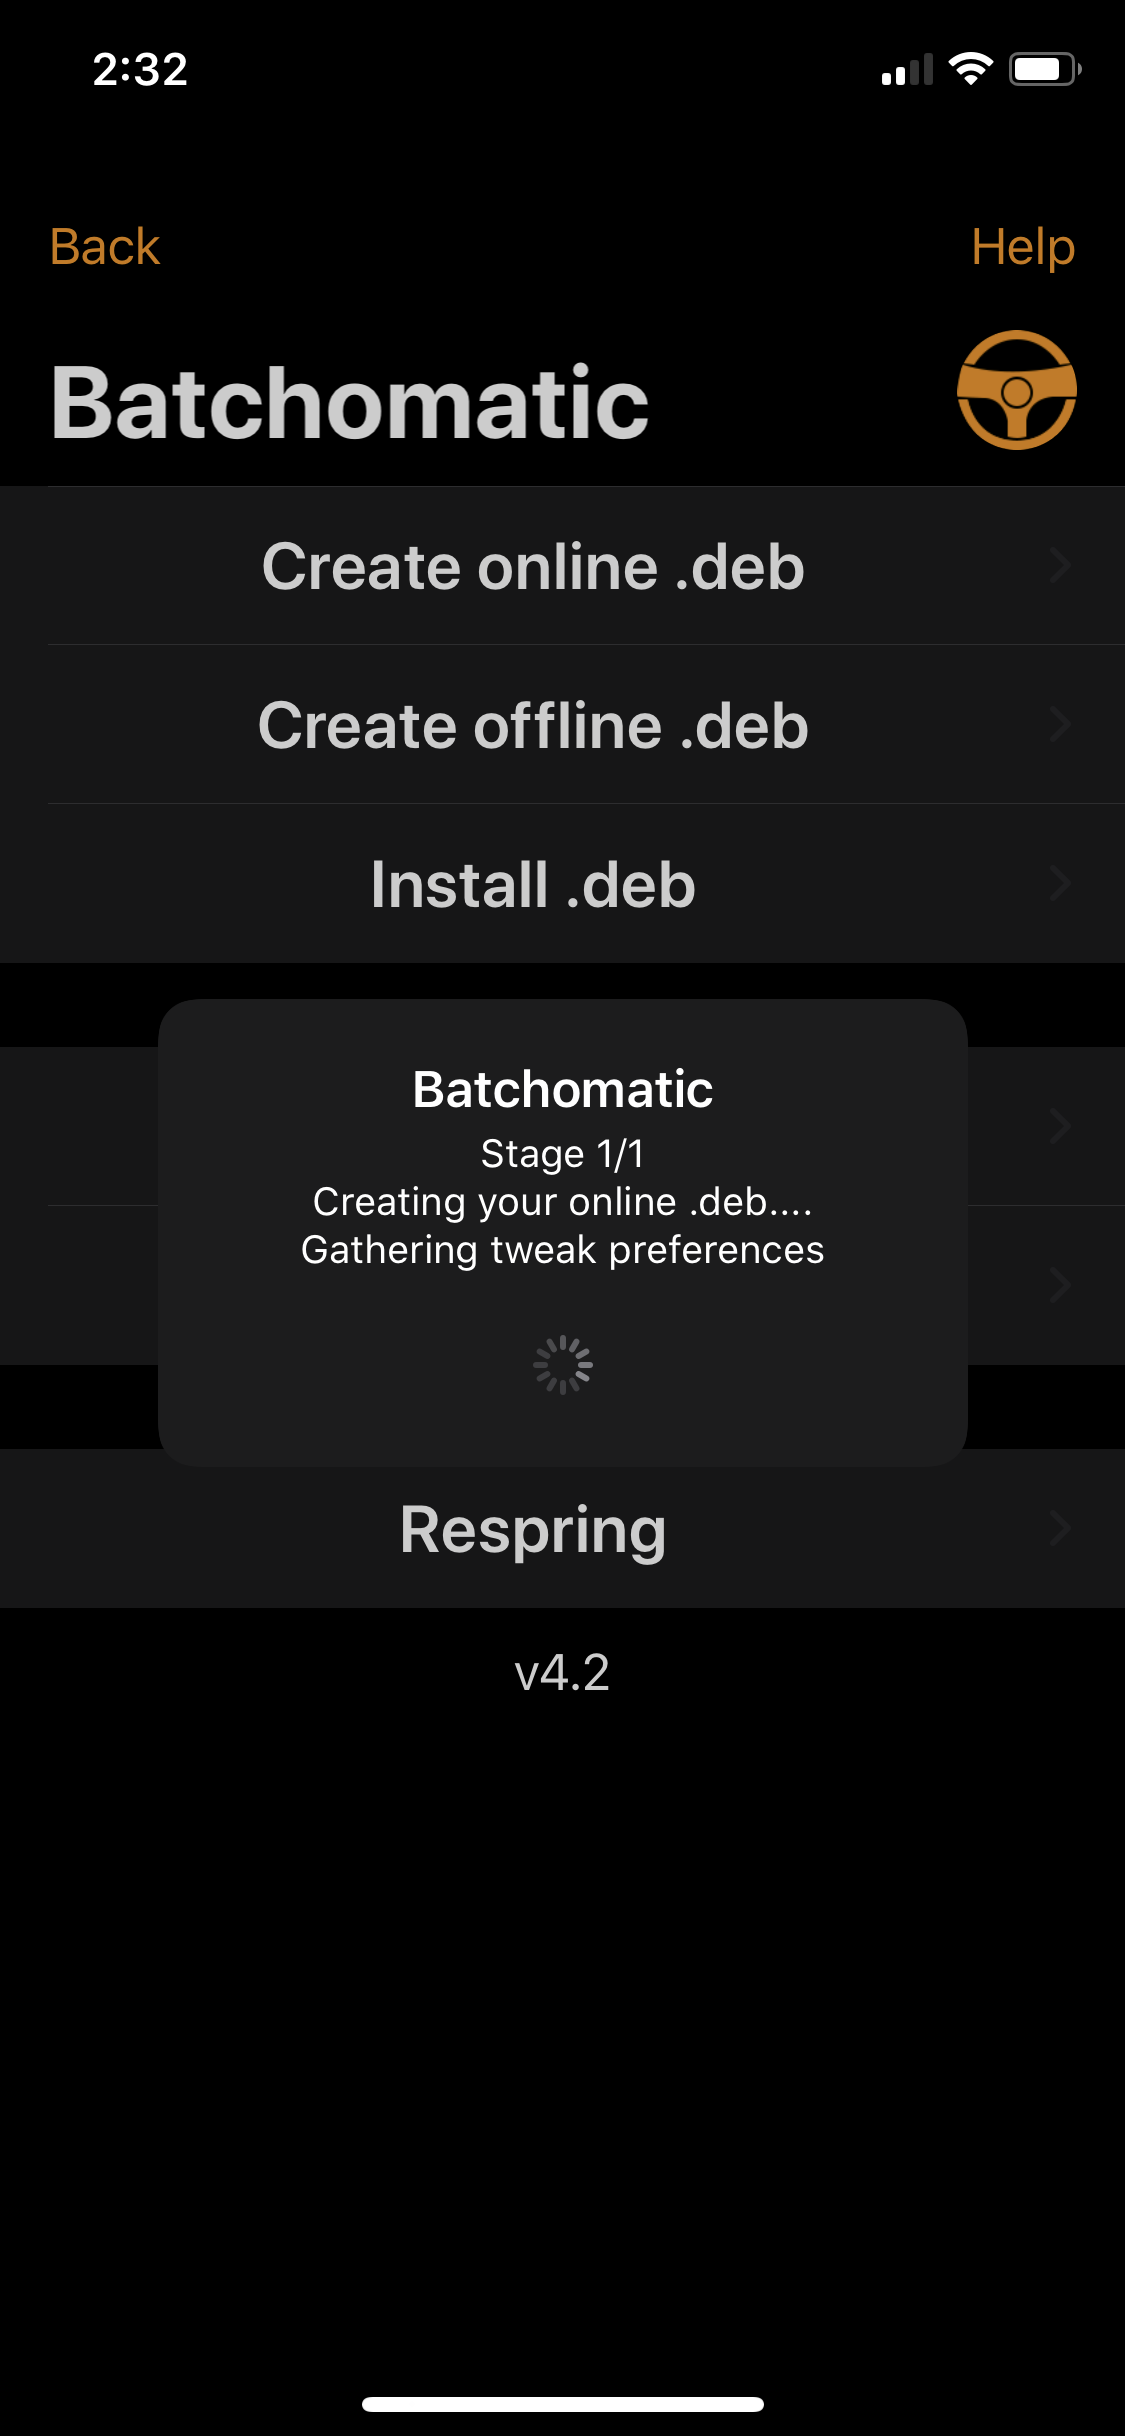 2:32
Back
Help
Batchomatic
Create online .deb
Create offline .deb
Install .deb
Batchomatic
Stage 1/1
Creating your online .deb....
Gathering tweak preferences
Respring
v4.2